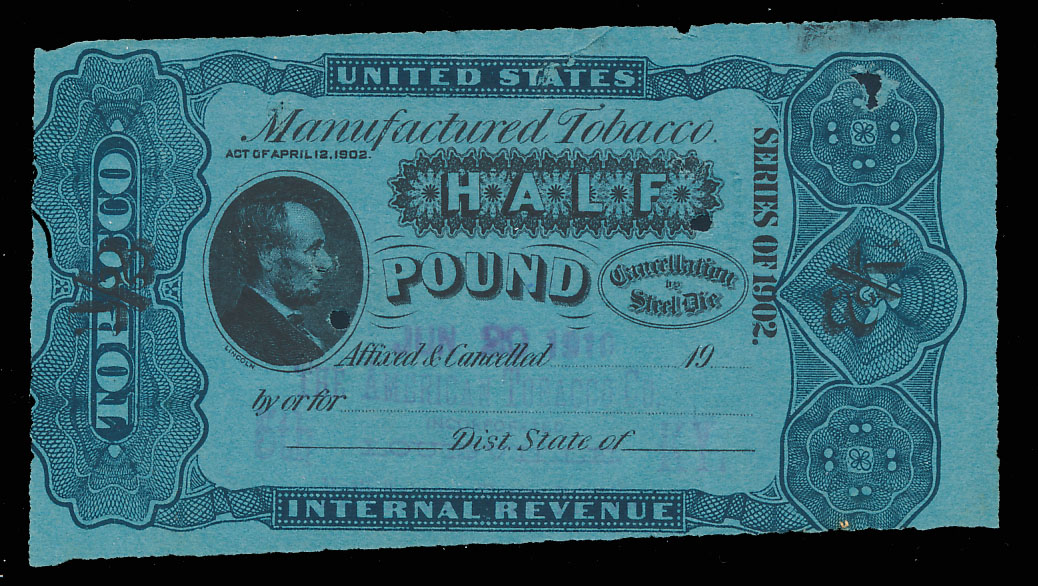 UNITED STATES
Manufactured Tobacco.
ACT OF APRIL 12, 1902.
HALF
POUND
Cancellation
by
Steel Die
TOBACCO
SERIES OF 1902.
LINCOLN
JUN 1910
Affixed & Cancelled 19
THE AMERICAN TOBACCO CO.
by or for
Dist. State of
INTERNAL REVENUE